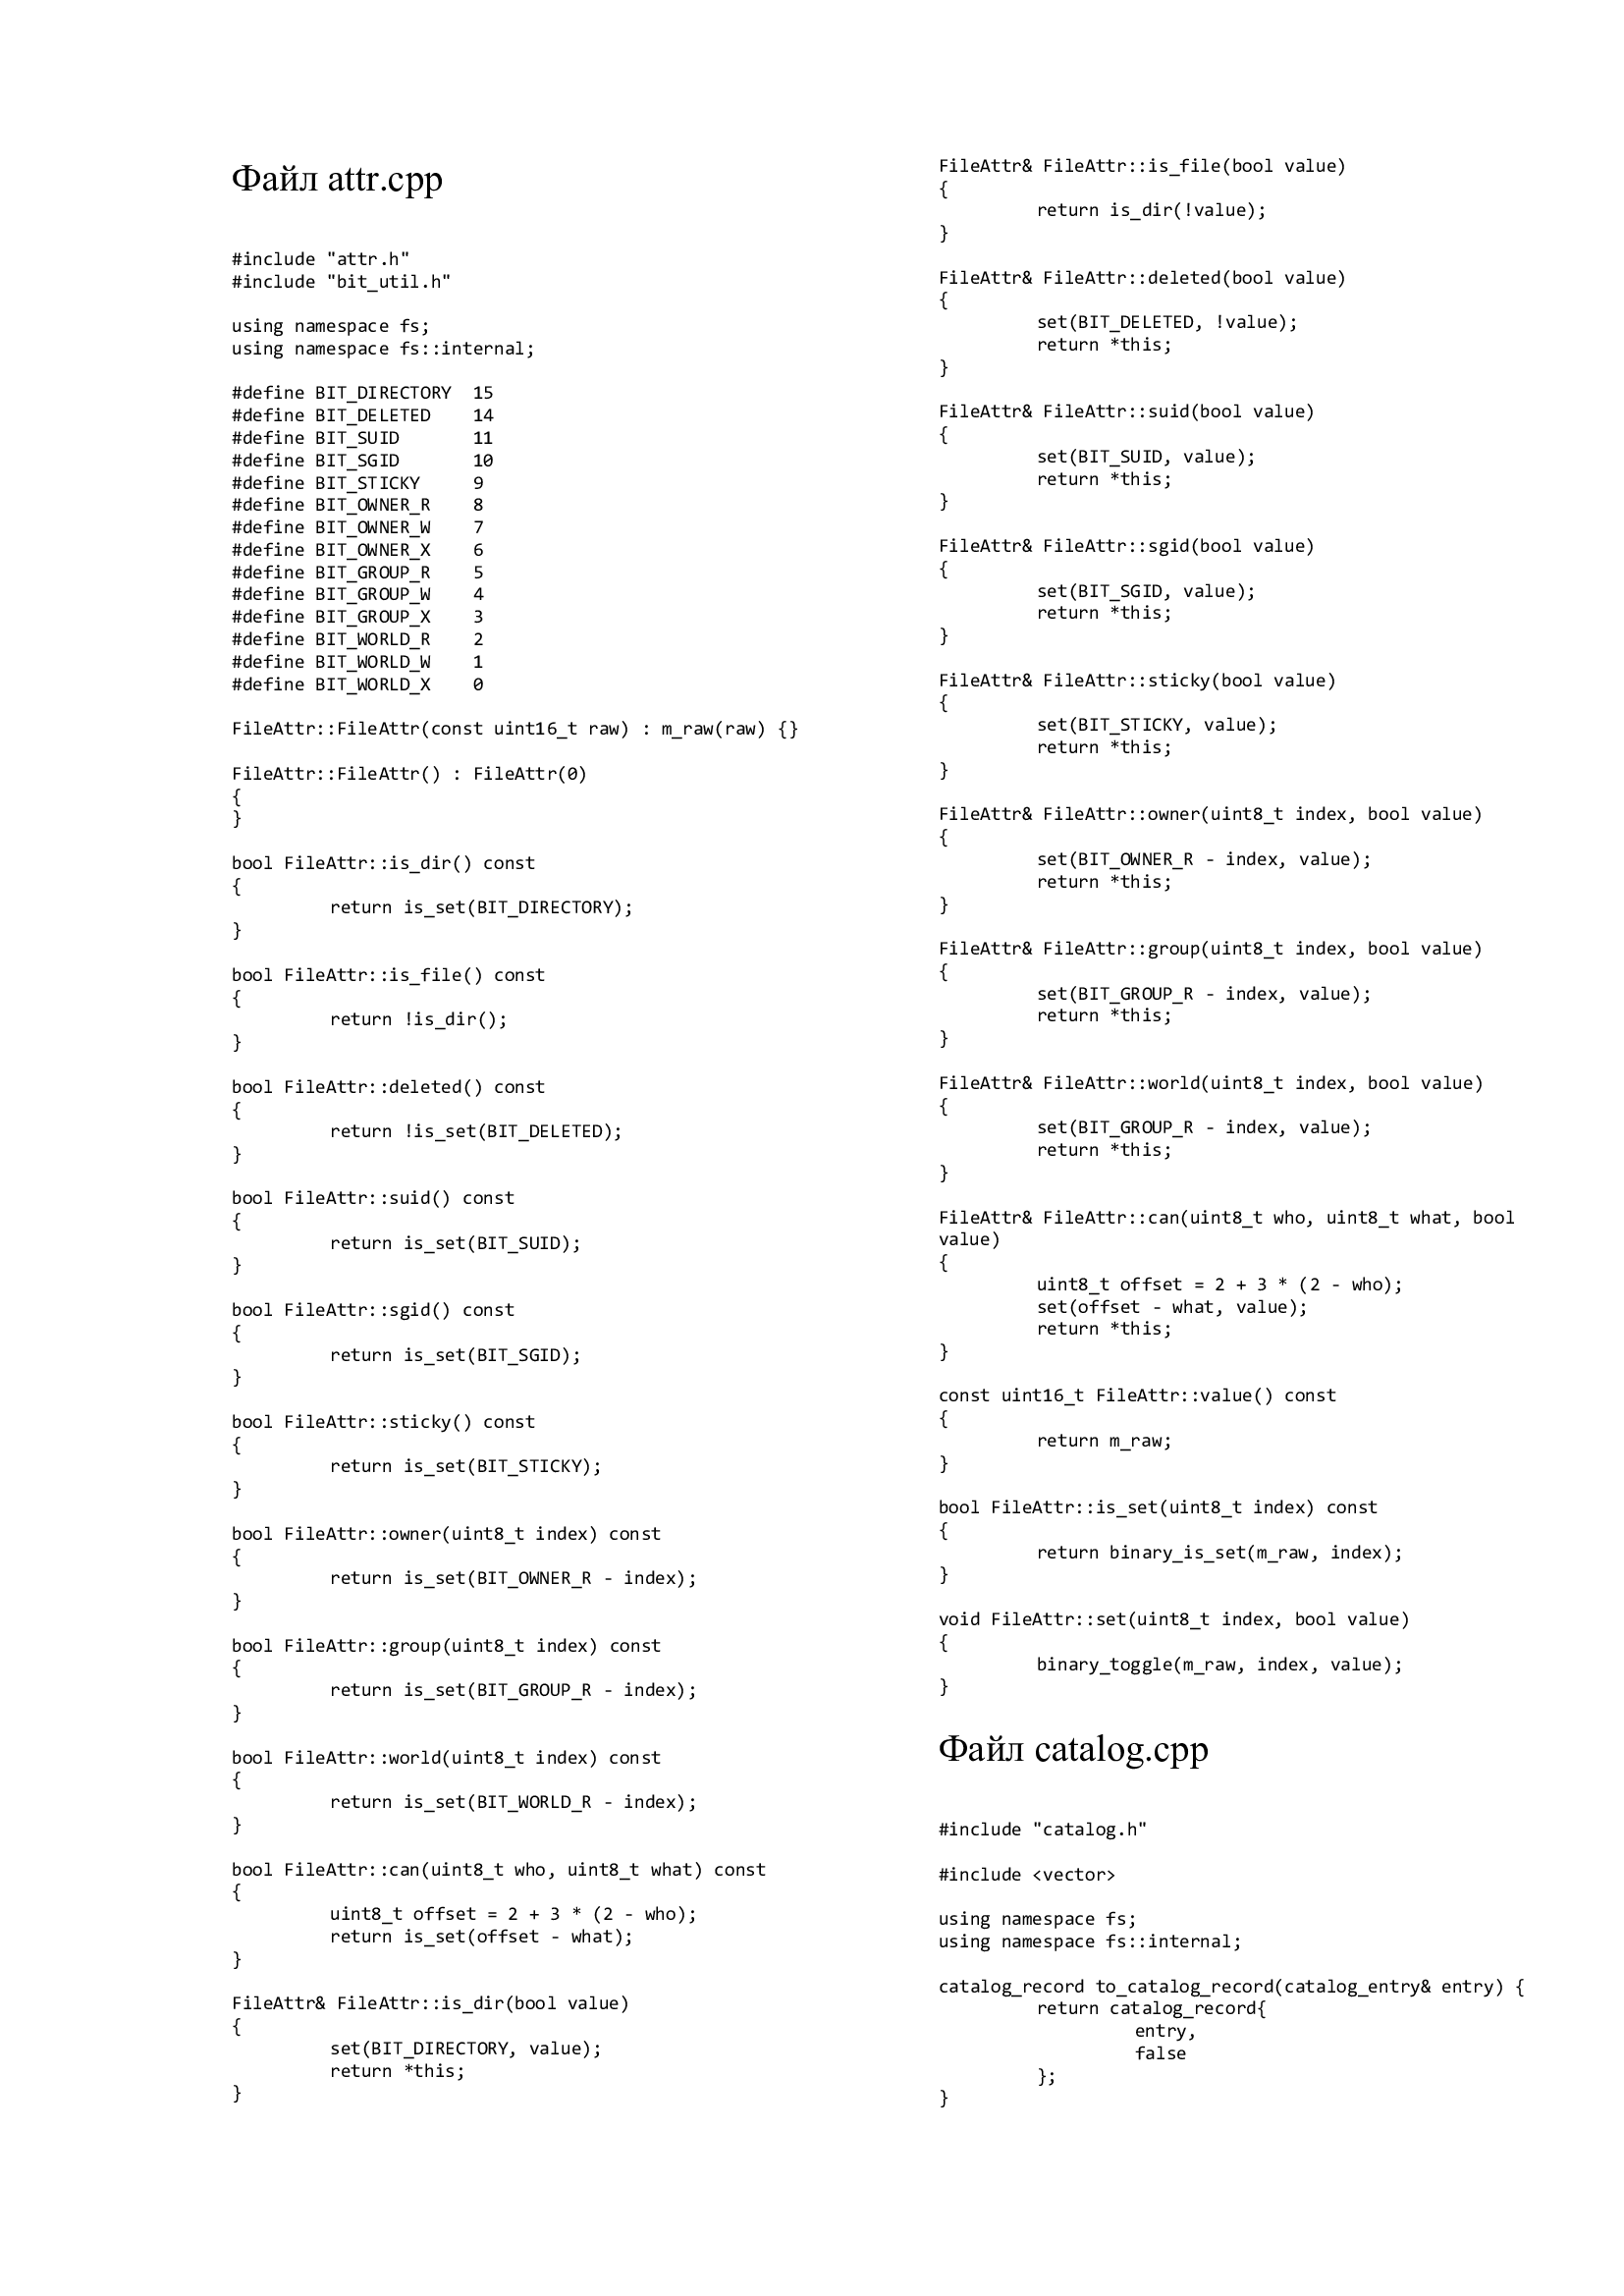 Файл attr.cpp
#include "attr.h"
#include "bit_util.h"
using namespace fs;
using namespace fs::internal;
#define BIT_DIRECTORY  15
#define BIT_DELETED    14
#define BIT_SUID       11
#define BIT_SGID       10
#define BIT_STICKY     9
#define BIT_OWNER_R    8
#define BIT_OWNER_W    7
#define BIT_OWNER_X    6
#define BIT_GROUP_R    5
#define BIT_GROUP_W    4
#define BIT_GROUP_X    3
#define BIT_WORLD_R    2
#define BIT_WORLD_W    1
#define BIT_WORLD_X    0
FileAttr::FileAttr(const uint16_t raw) : m_raw(raw) {}
FileAttr::FileAttr() : FileAttr(0)
{
}
bool FileAttr::is_dir() const
{
return is_set(BIT_DIRECTORY);
}
bool FileAttr::is_file() const
{
return !is_dir();
}
bool FileAttr::deleted() const
{
return !is_set(BIT_DELETED);
}
bool FileAttr::suid() const
{
return is_set(BIT_SUID);
}
bool FileAttr::sgid() const
{
return is_set(BIT_SGID);
}
bool FileAttr::sticky() const
{
return is_set(BIT_STICKY);
}
bool FileAttr::owner(uint8_t index) const
{
return is_set(BIT_OWNER_R - index);
}
bool FileAttr::group(uint8_t index) const
{
return is_set(BIT_GROUP_R - index);
}
bool FileAttr::world(uint8_t index) const
{
return is_set(BIT_WORLD_R - index);
}
bool FileAttr::can(uint8_t who, uint8_t what) const
{
uint8_t offset = 2 + 3 * (2 - who);
return is_set(offset - what);
}
FileAttr& FileAttr::is_dir(bool value)
{
set(BIT_DIRECTORY, value);
return *this;
}
FileAttr& FileAttr::is_file(bool value)
{
return is_dir(!value);
}
FileAttr& FileAttr::deleted(bool value)
{
set(BIT_DELETED, !value);
return *this;
}
FileAttr& FileAttr::suid(bool value)
{
set(BIT_SUID, value);
return *this;
}
FileAttr& FileAttr::sgid(bool value)
{
set(BIT_SGID, value);
return *this;
}
FileAttr& FileAttr::sticky(bool value)
{
set(BIT_STICKY, value);
return *this;
}
FileAttr& FileAttr::owner(uint8_t index, bool value)
{
set(BIT_OWNER_R - index, value);
return *this;
}
FileAttr& FileAttr::group(uint8_t index, bool value)
{
set(BIT_GROUP_R - index, value);
return *this;
}
FileAttr& FileAttr::world(uint8_t index, bool value)
{
set(BIT_GROUP_R - index, value);
return *this;
}
FileAttr& FileAttr::can(uint8_t who, uint8_t what, bool
value)
{
uint8_t offset = 2 + 3 * (2 - who);
set(offset - what, value);
return *this;
}
const uint16_t FileAttr::value() const
{
return m_raw;
}
bool FileAttr::is_set(uint8_t index) const
{
return binary_is_set(m_raw, index);
}
void FileAttr::set(uint8_t index, bool value)
{
binary_toggle(m_raw, index, value);
}
Файл catalog.cpp
#include "catalog.h"
#include <vector>
using namespace fs;
using namespace fs::internal;
catalog_record to_catalog_record(catalog_entry& entry) {
return catalog_record{
entry,
false
};
}